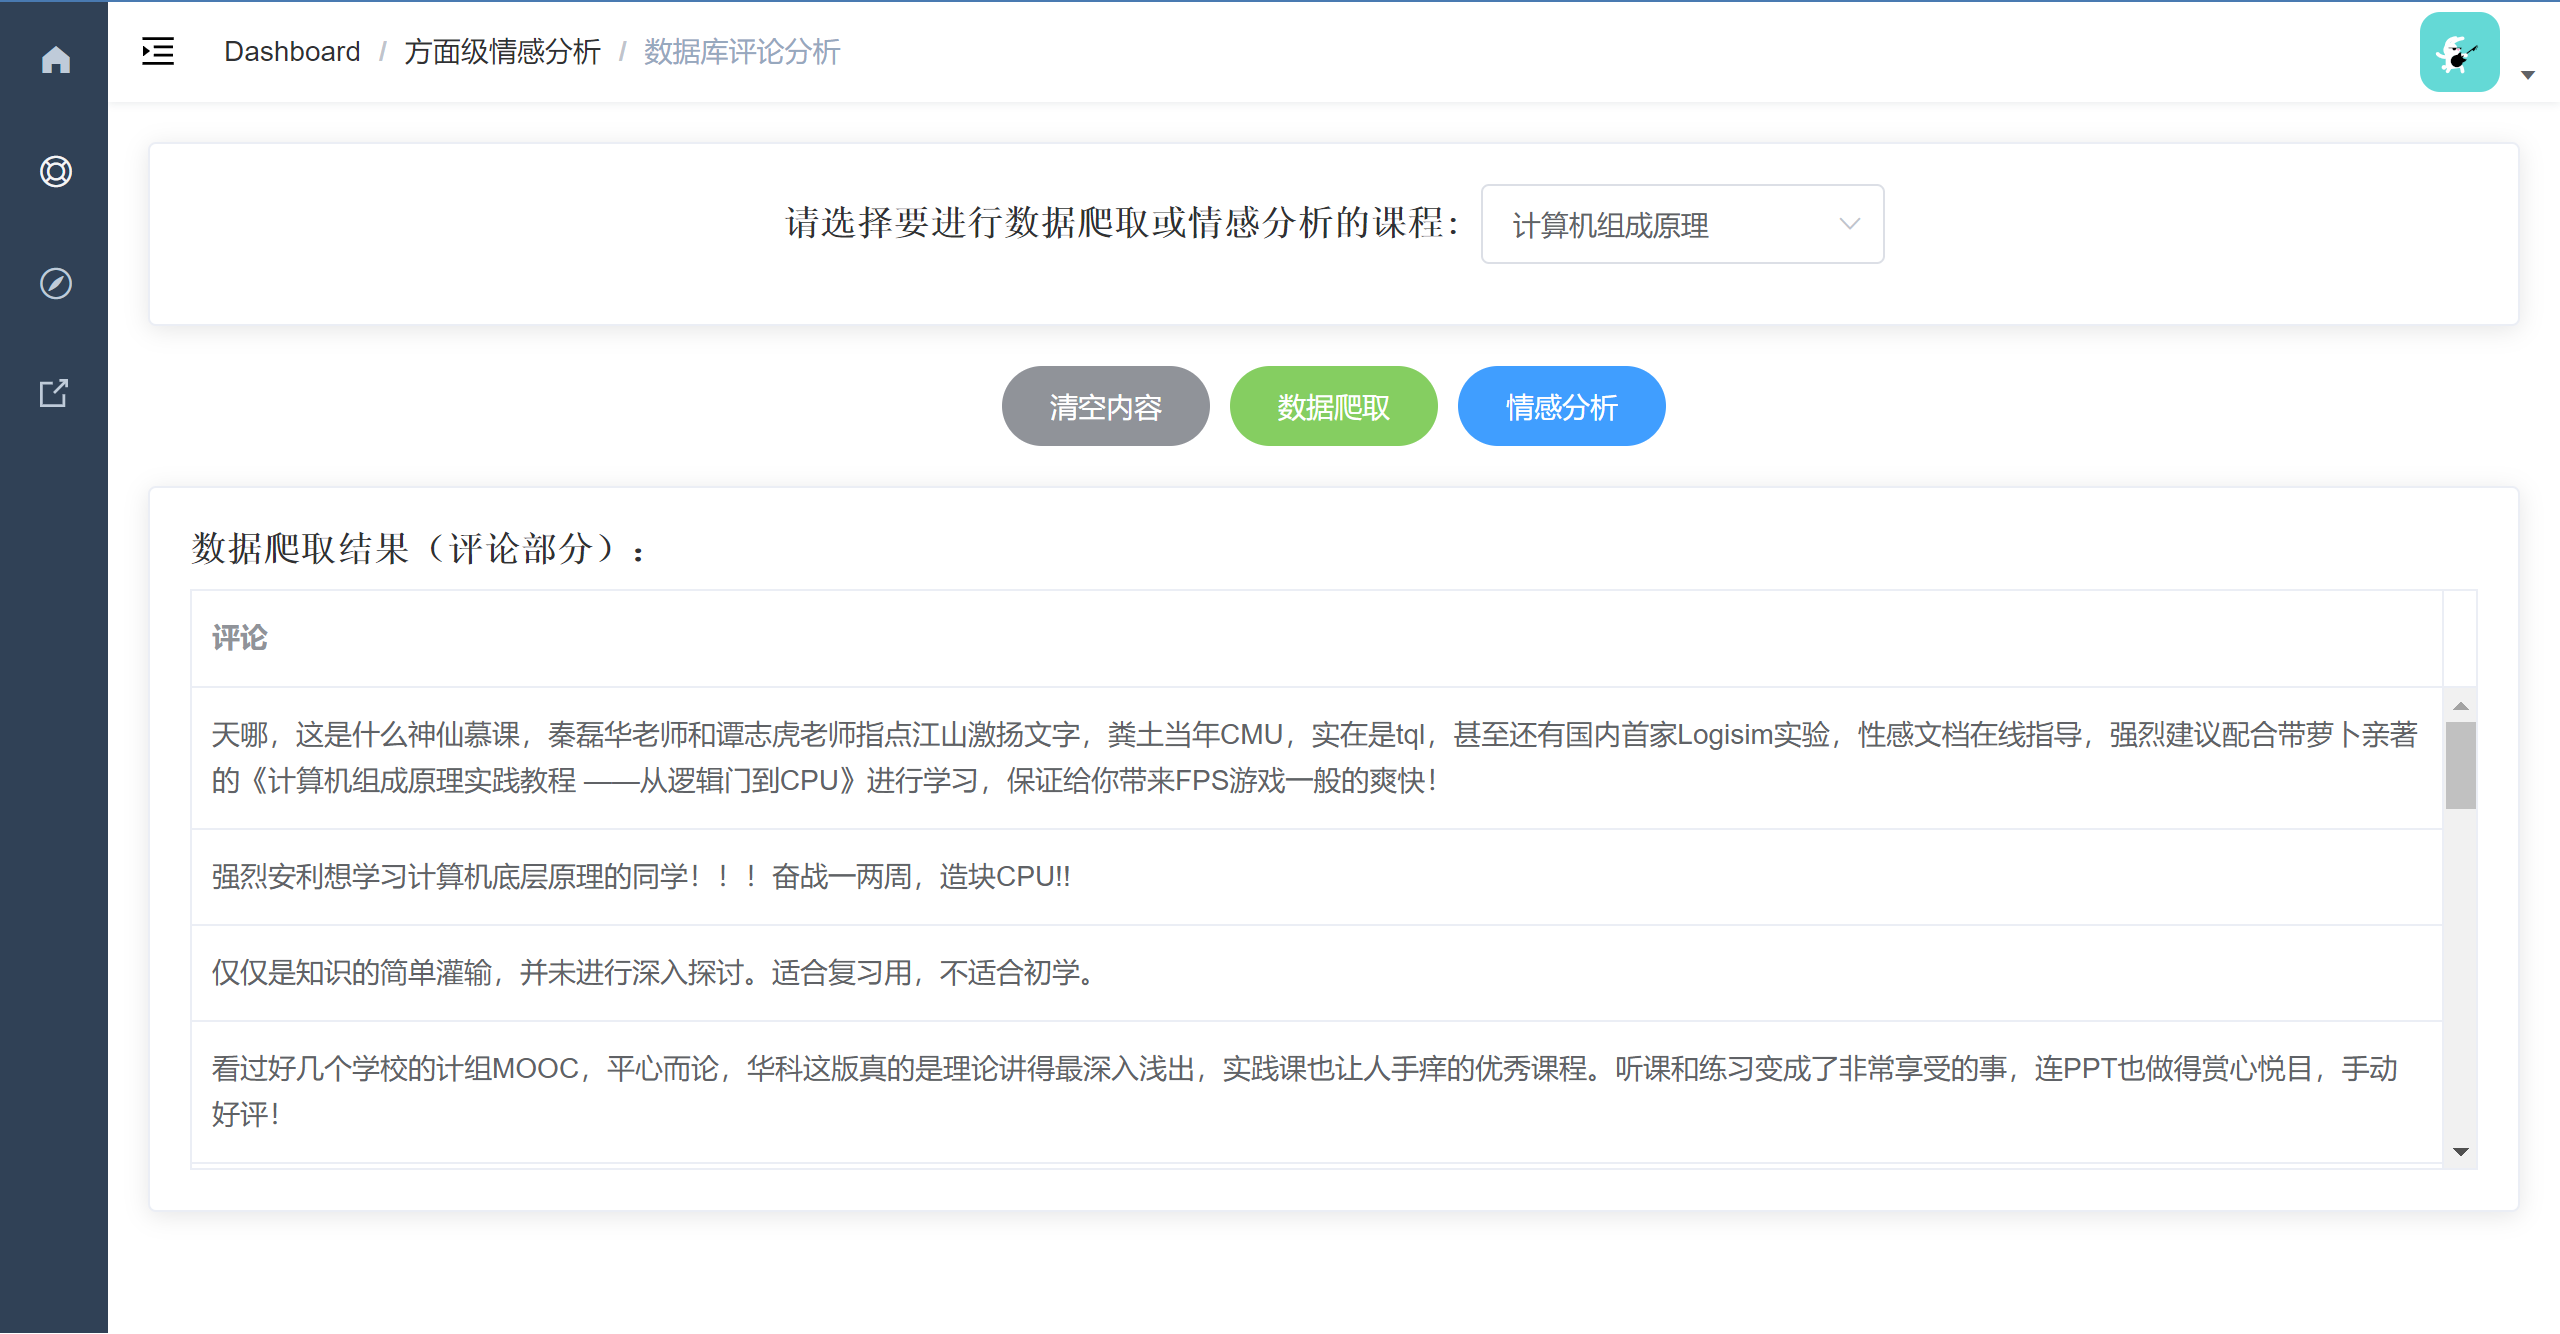 Dashboard / 方面级情感分析 / 数据库评论分析
请选择要进行数据爬取或情感分析的课程：
计算机组成原理
清空内容
数据爬取
情感分析
数据爬取结果（评论部分）：
评论
天哪，这是什么神仙慕课，秦磊华老师和谭志虎老师指点江山激扬文字，粪土当年CMU，实在是tql，甚至还有国内首家Logisim实验，性感文档在线指导，强烈建议配合带萝卜亲著
的《计算机组成原理实践教程 ——从逻辑门到CPU》进行学习，保证给你带来FPS游戏一般的爽快！
强烈安利想学习计算机底层原理的同学！！！奋战一两周，造块CPU!!
仅仅是知识的简单灌输，并未进行深入探讨。适合复习用，不适合初学。
看过好几个学校的计组MOOC，平心而论，华科这版真的是理论讲得最深入浅出，实践课也让人手痒的优秀课程。听课和练习变成了非常享受的事，连PPT也做得赏心悦目，手动
好评！